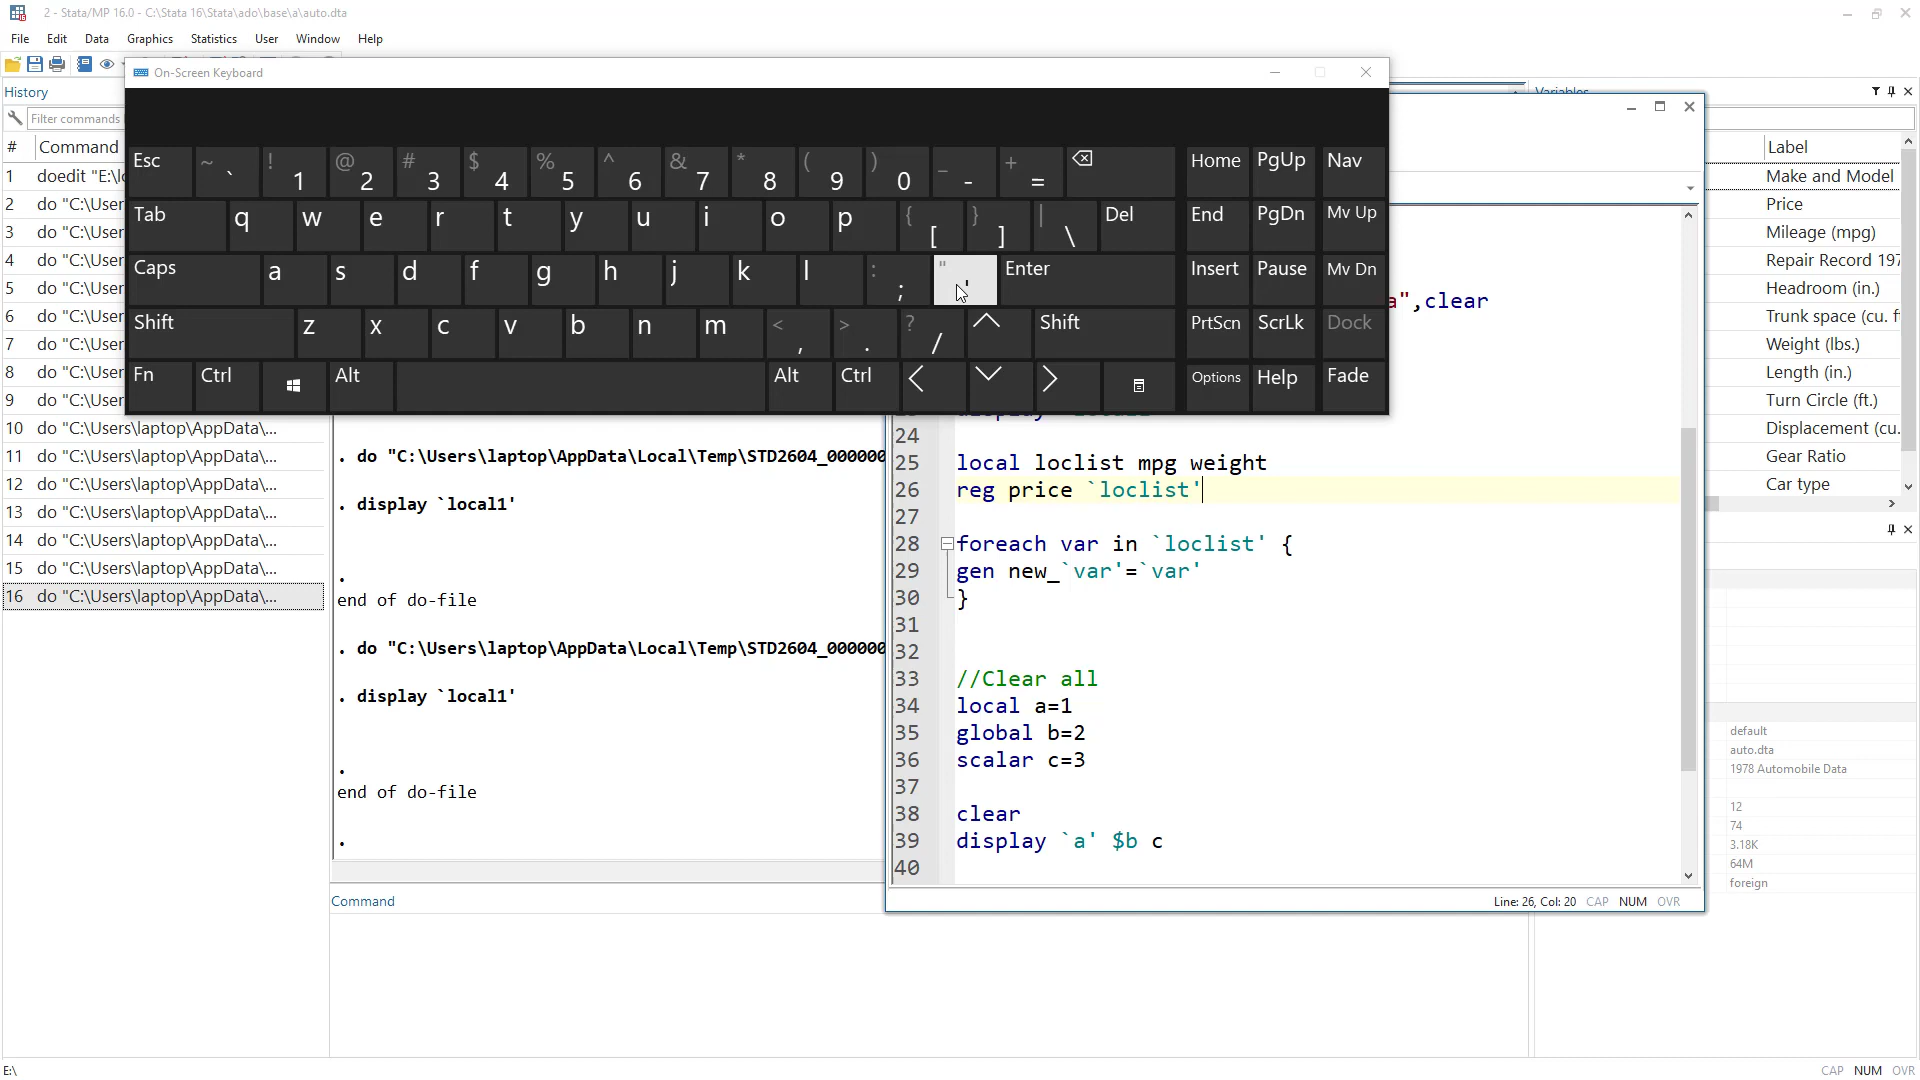 2 - Stata/MP 16.0 - C:\Stata 16\Stata\ado\base\a\auto.dta
File Edit Data Graphics Statistics User Window Help
On-Screen Keyboard
History
Variables
Filter commands
# Command
Label
1 doedit "E:\lo
2 do "C:\User
3 do "C:\User
4 do "C:\User
5 do "C:\User
6 do "C:\User
7 do "C:\User
8 do "C:\User
9 do "C:\User
10 do "C:\Users\laptop\AppData\...
11 do "C:\Users\laptop\AppData\...
12 do "C:\Users\laptop\AppData\...
13 do "C:\Users\laptop\AppData\...
14 do "C:\Users\laptop\AppData\...
15 do "C:\Users\laptop\AppData\...
16 do "C:\Users\laptop\AppData\...
Esc ~ ` ! 1 @ 2 # 3 $ 4 % 5 ^ 6 & 7 * 8 ( 9 ) 0 _ - + = Home PgUp Nav
Tab q w e r t y u i o p { [ } ] | \ Del End PgDn Mv Up
Caps a s d f g h j k l : ; " ' Enter Insert Pause Mv Dn
Shift z x c v b n m < , > . ? / Shift PrtScn ScrLk Dock
Fn Ctrl Alt Alt Ctrl Options Help Fade
. do "C:\Users\laptop\AppData\Local\Temp\STD2604_000000
. display `local1'
.
end of do-file
. do "C:\Users\laptop\AppData\Local\Temp\STD2604_000000
. display `local1'
.
end of do-file
.
Command
a",clear
24
25 local loclist mpg weight
26 reg price `loclist'
27
28 foreach var in `loclist' {
29 gen new_`var'=`var'
30 }
31
32
33 //Clear all
34 local a=1
35 global b=2
36 scalar c=3
37
38 clear
39 display `a' $b c
40
Line: 26, Col: 20 CAP NUM OVR
Make and Model
Price
Mileage (mpg)
Repair Record 197
Headroom (in.)
Trunk space (cu. f
Weight (lbs.)
Length (in.)
Turn Circle (ft.)
Displacement (cu.
Gear Ratio
Car type
default
auto.dta
1978 Automobile Data
12
74
3.18K
64M
foreign
E:\
CAP NUM OVR